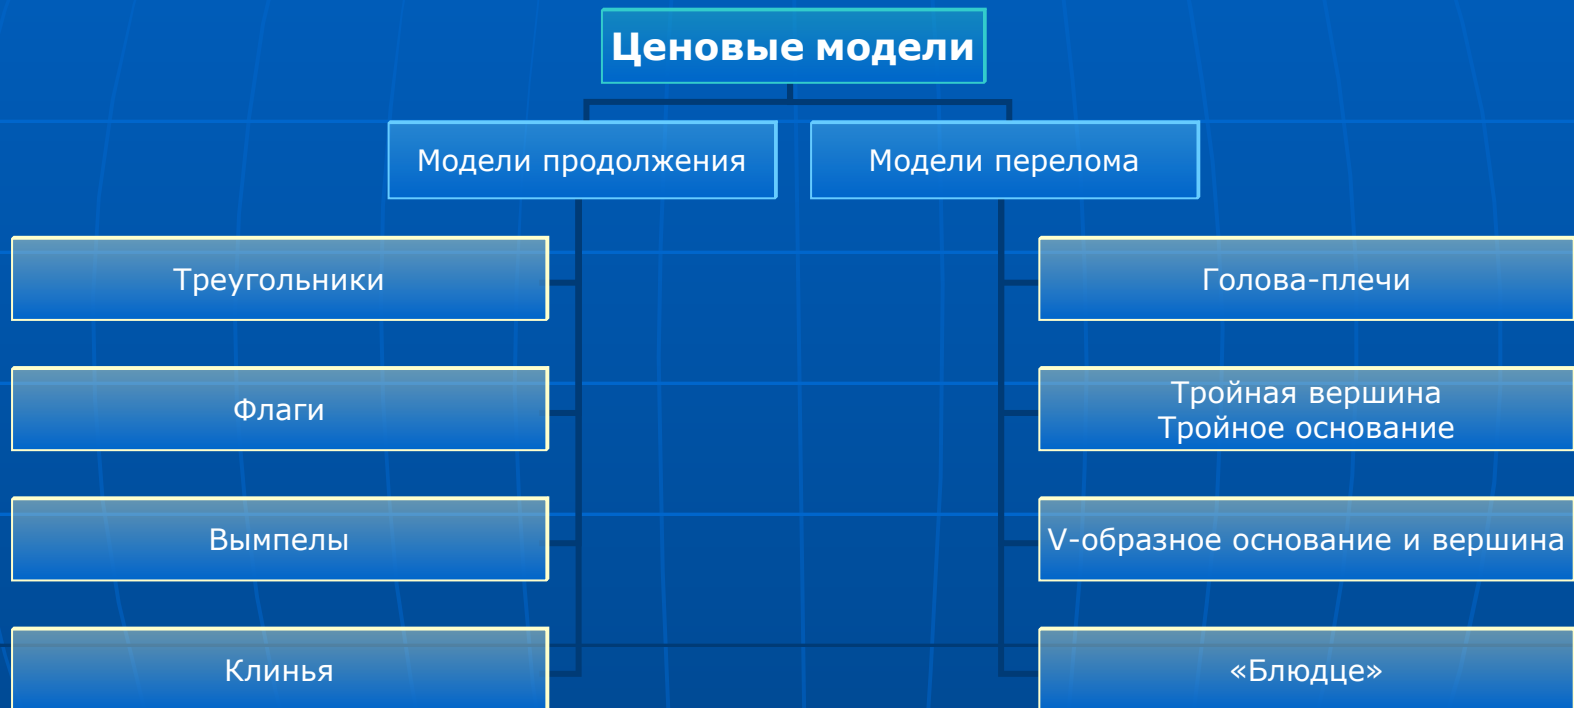 Ценовые модели
Модели продолжения
Модели перелома
Треугольники
Флаги
Вымпелы
Клинья
Голова-плечи
Тройная вершина
Тройное основание
V-образное основание и вершина
«Блюдце»